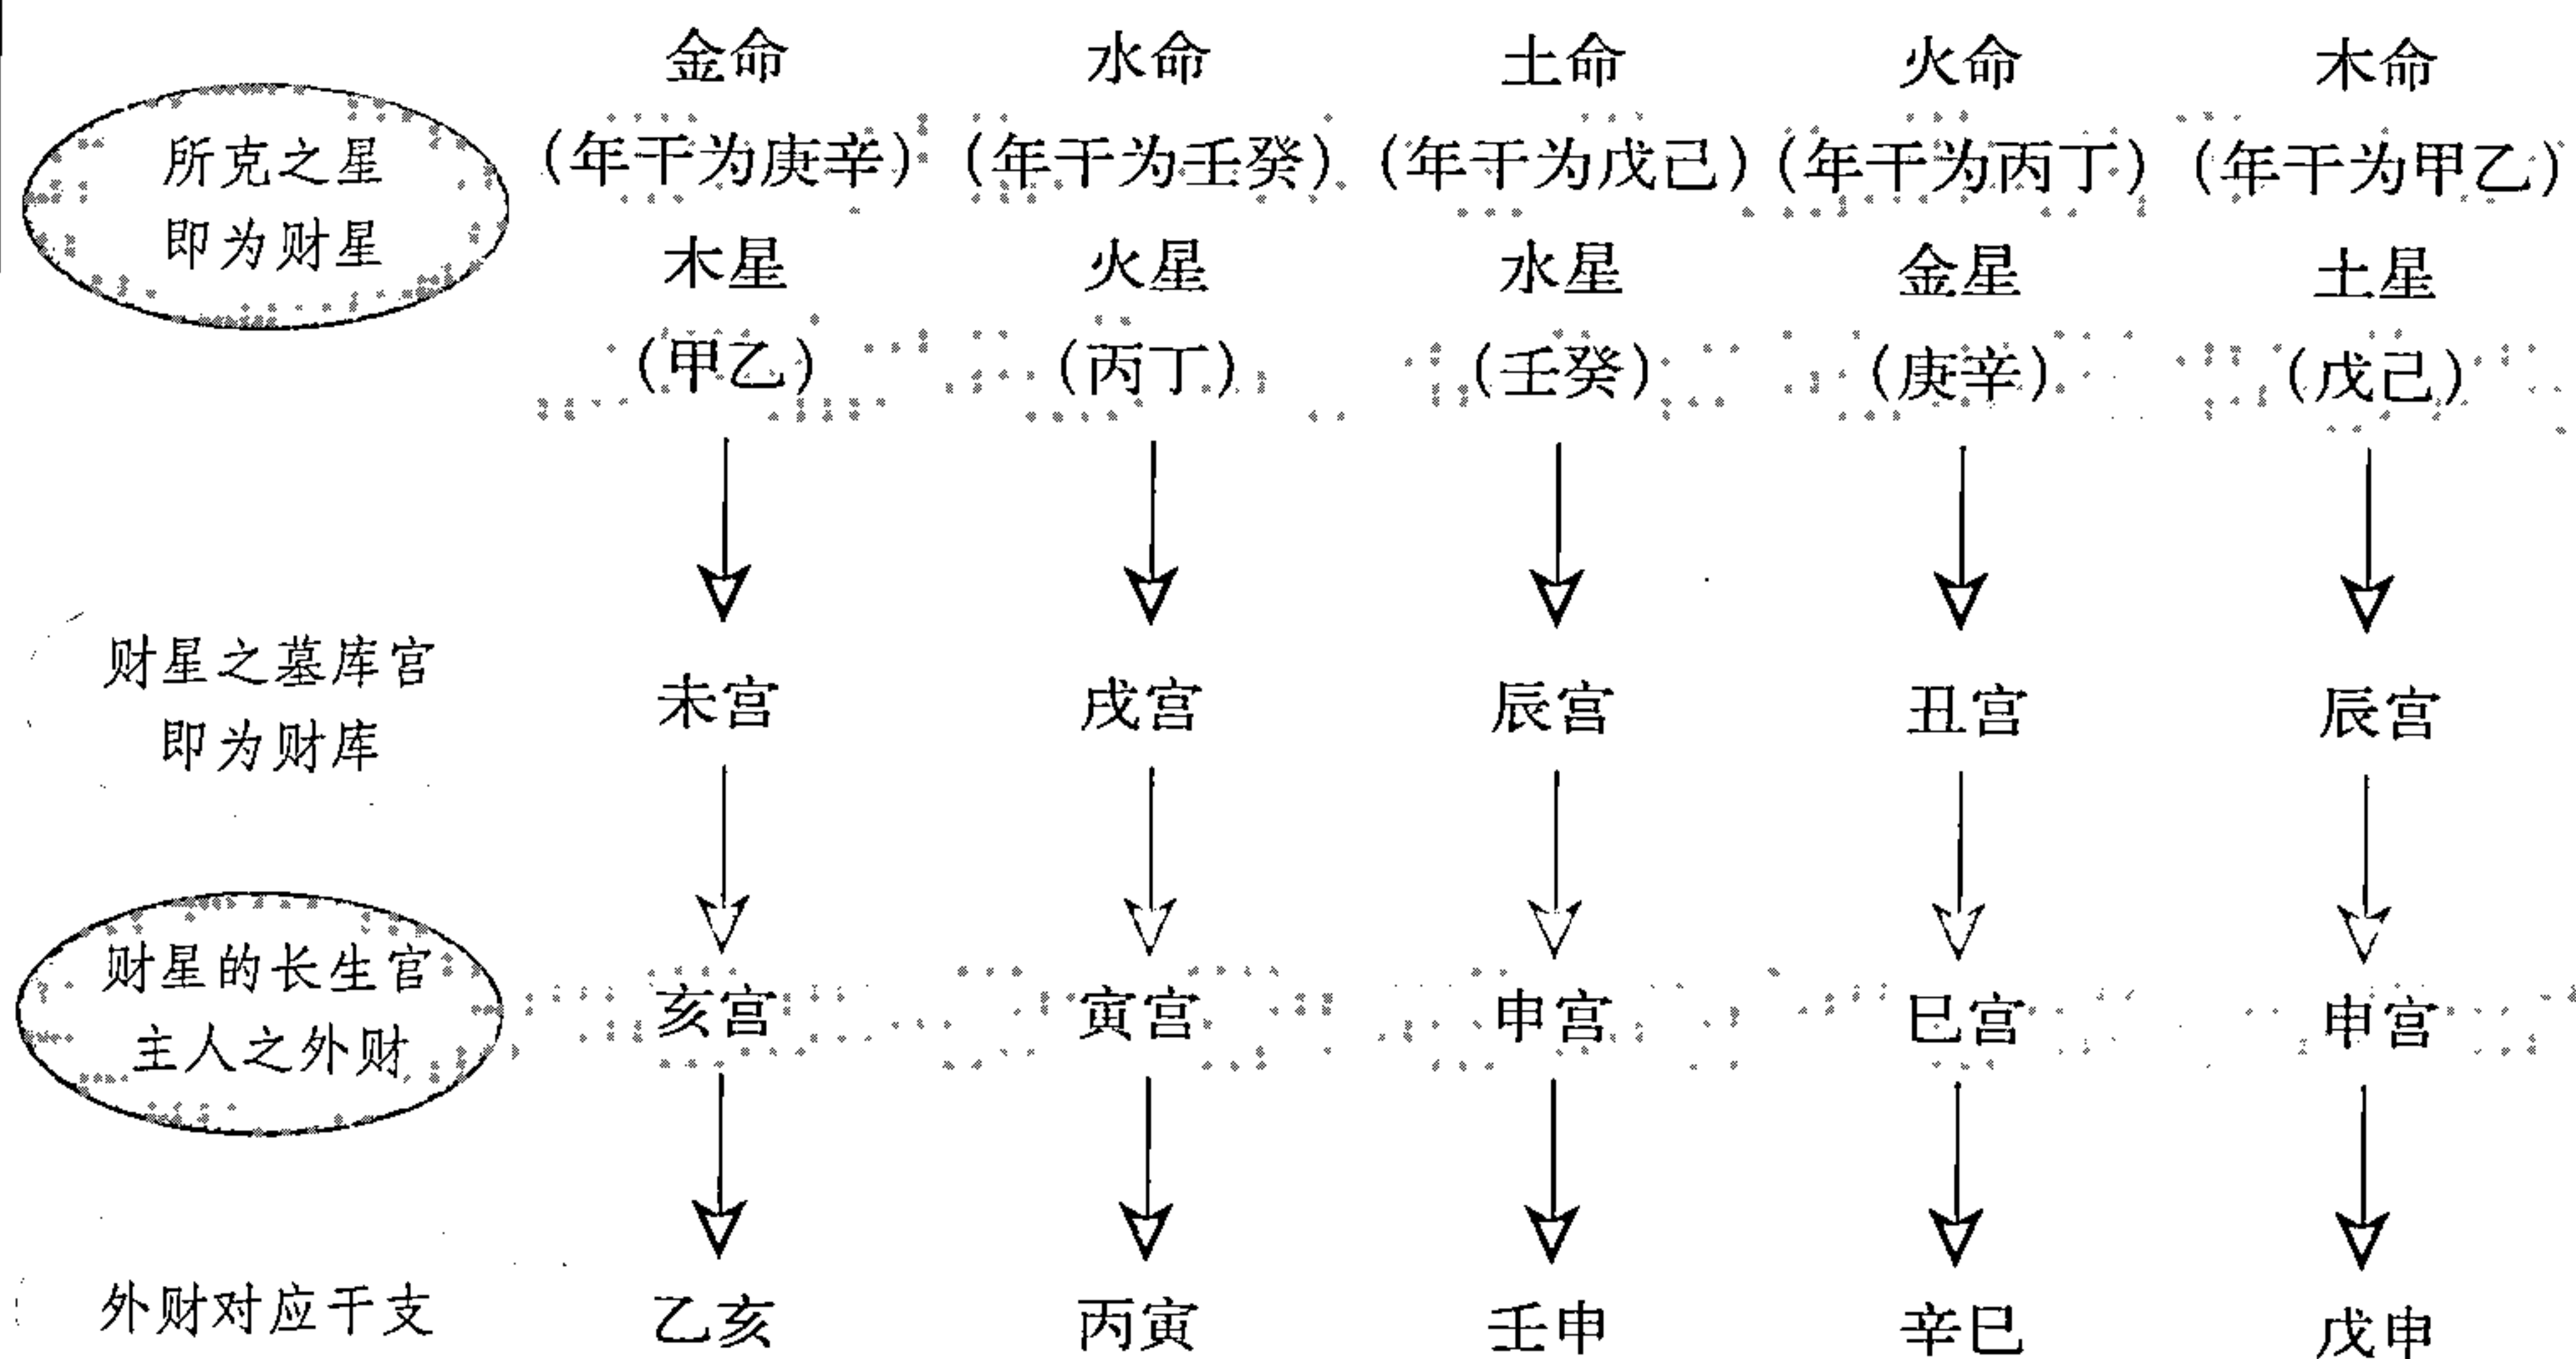 金命 水命 土命 火命 木命
所克之星 (年干为庚辛) (年干为壬癸) (年干为戊己) (年干为丙丁) (年干为甲乙)
即为财星 木星 火星 水星 金星 土星
(甲乙) (丙丁) (壬癸) (庚辛) (戊己)
财星之墓库宫
即为财库
未宫 戌宫 辰宫 丑宫 辰宫
财星的长生宫
主人之外财
亥宫 寅宫 申宫 巳宫 申宫
外财对应干支 乙亥 丙寅 壬申 辛巳 戊申